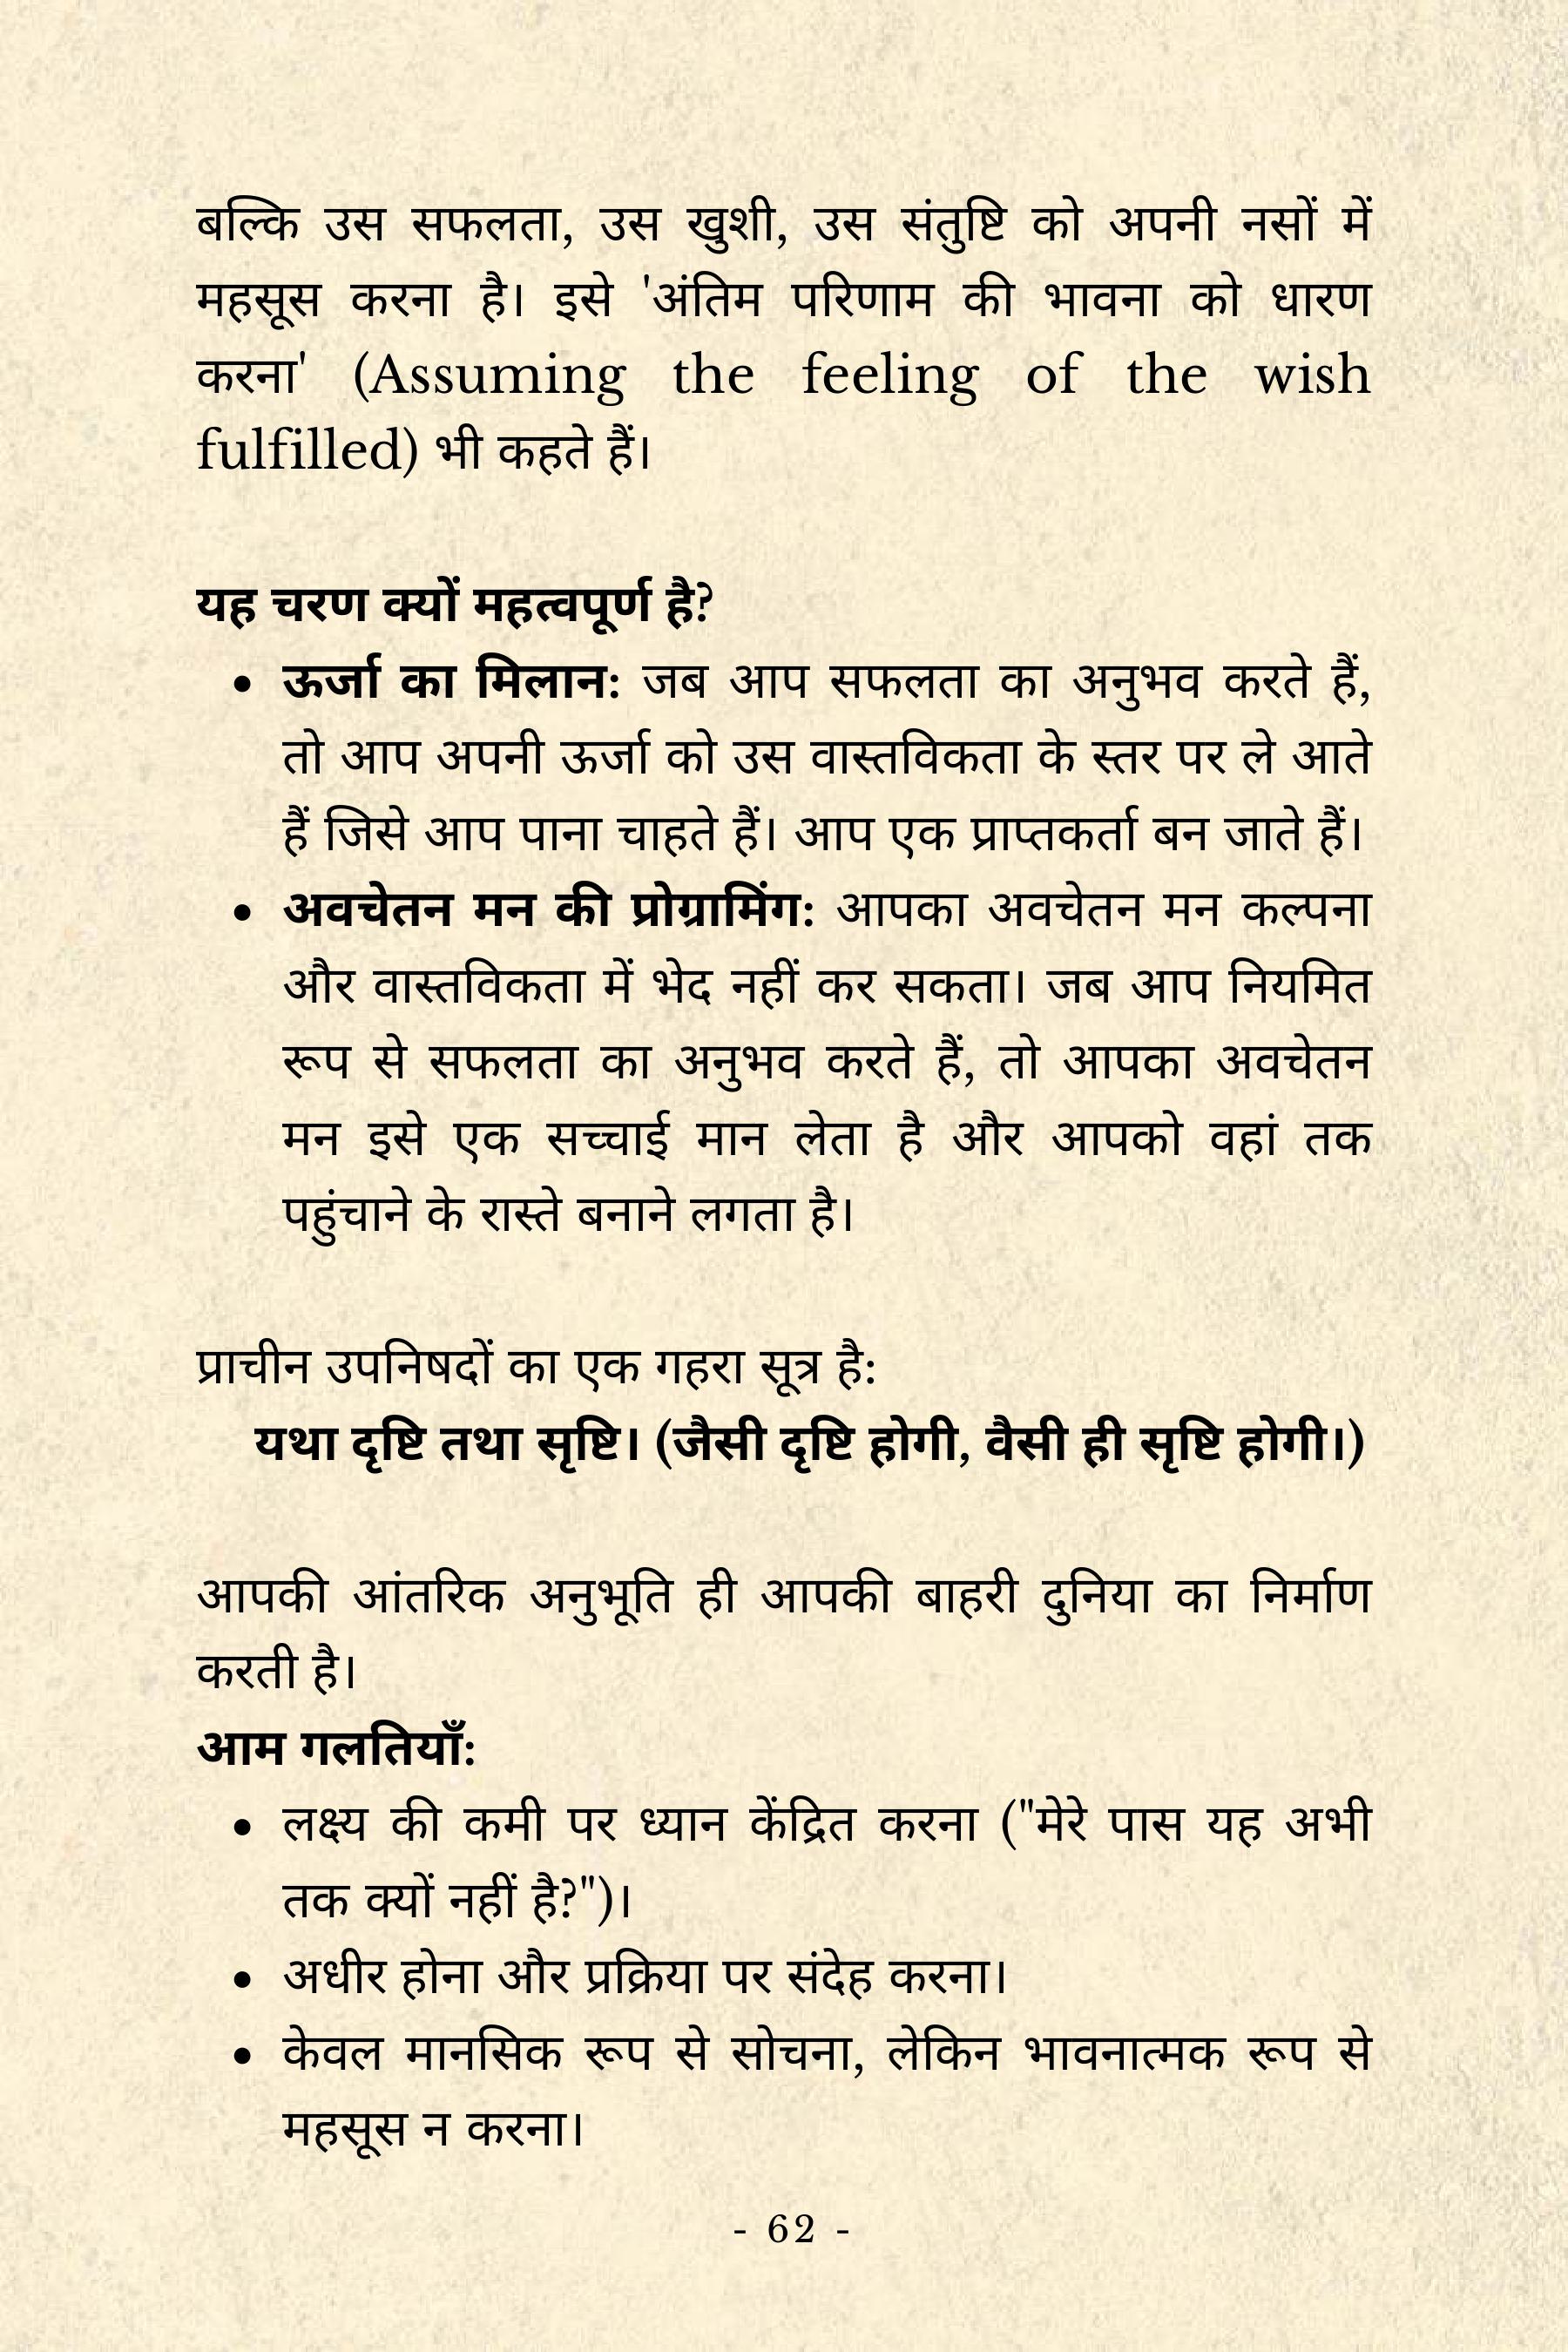 बल्कि उस सफलता, उस खुशी, उस संतुष्टि को अपनी नसों में
महसूस करना है। इसे 'अंतिम परिणाम की भावना को धारण
करना' (Assuming the feeling of the wish
fulfilled) भी कहते हैं।
यह चरण क्यों महत्वपूर्ण है?
• ऊर्जा का मिलान: जब आप सफलता का अनुभव करते हैं,
तो आप अपनी ऊर्जा को उस वास्तविकता के स्तर पर ले आते
हैं जिसे आप पाना चाहते हैं। आप एक प्राप्तकर्ता बन जाते हैं।
• अवचेतन मन की प्रोग्रामिंग: आपका अवचेतन मन कल्पना
और वास्तविकता में भेद नहीं कर सकता। जब आप नियमित
रूप से सफलता का अनुभव करते हैं, तो आपका अवचेतन
मन इसे एक सच्चाई मान लेता है और आपको वहां तक
पहुंचाने के रास्ते बनाने लगता है।
प्राचीन उपनिषदों का एक गहरा सूत्र है:
यथा दृष्टि तथा सृष्टि। (जैसी दृष्टि होगी, वैसी ही सृष्टि होगी।)
आपकी आंतरिक अनुभूति ही आपकी बाहरी दुनिया का निर्माण
करती है।
आम गलतियाँ:
• लक्ष्य की कमी पर ध्यान केंद्रित करना ("मेरे पास यह अभी
तक क्यों नहीं है?")।
• अधीर होना और प्रक्रिया पर संदेह करना।
• केवल मानसिक रूप से सोचना, लेकिन भावनात्मक रूप से
महसूस न करना।
- 62 -